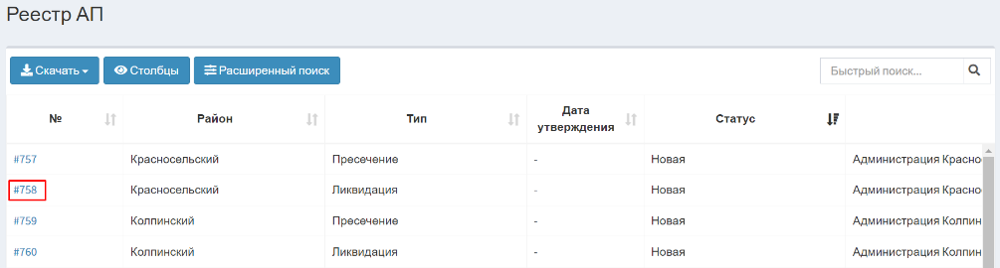 Реестр АП
Скачать Столбцы Расширенный поиск Быстрый поиск...
№ Район Тип Дата утверждения Статус
#757 Красносельский Пресечение - Новая Администрация Красно
#758 Красносельский Ликвидация - Новая Администрация Красно
#759 Колпинский Пресечение - Новая Администрация Колпин
#760 Колпинский Ликвидация - Новая Администрация Колпин